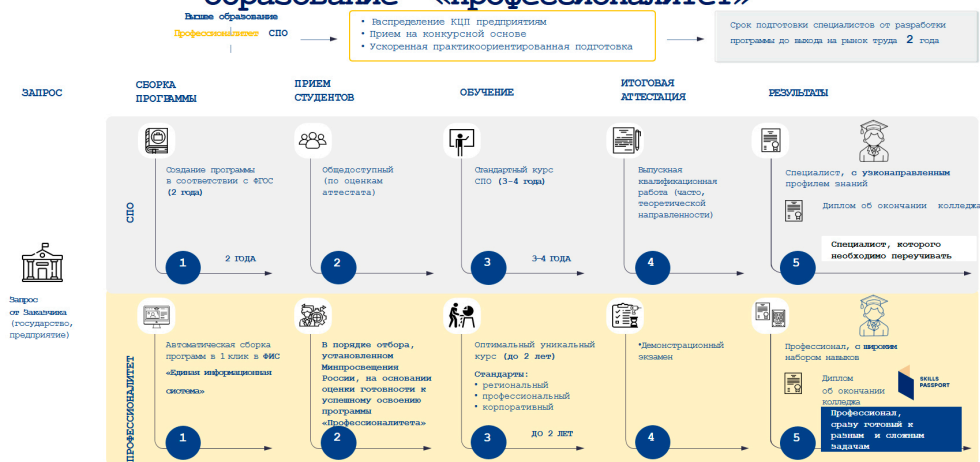 образование «профессионалитет»
Высшее образование
Профессионалитет СПО
• Распределение КЦП предприятиям
• Прием на конкурсной основе
• Ускоренная практикоориентированная подготовка
Срок подготовки специалистов от разработки
программы до выхода на рынок труда 2 года
ЗАПРОС
СБОРКА
ПРОГРАММЫ
ПРИЕМ
СТУДЕНТОВ
ОБУЧЕНИЕ
ИТОГОВАЯ
АТТЕСТАЦИЯ
РЕЗУЛЬТАТЫ
СПО
Создание программы
в соответствии с ФГОС
(2 года)
Общедоступный
(по оценкам
аттестата)
Стандартный курс
СПО (3-4 года)
Выпускная
квалификационная
работа (часто,
теоретической
направленности)
Специалист, с узконаправленным
профилем знаний
Диплом об окончании колледжа
Специалист, которого
необходимо переучивать
1
2 ГОДА
2
3
3-4 ГОДА
4
5
Запрос
от Заказчика
(государство,
предприятие)
ПРОФЕССИОНАЛИТЕТ
Автоматическая сборка
программ в 1 клик в ФИС
«Единая информационная
система»
В порядке отбора,
установленном
Минпросвещения
России, на основании
оценки готовности к
успешному освоению
программы
«Профессионалитета»
Оптимальный уникальный
курс (до 2 лет)
Стандарты:
• региональный
• профессиональный
• корпоративный
•Демонстрационный
экзамен
Профессионал, с широким
набором навыков
Диплом
об окончании
колледжа
SKILLS
PASSPORT
Профессионал,
сразу готовый к
разным и сложным
задачам
1
2
3
ДО 2 ЛЕТ
4
5